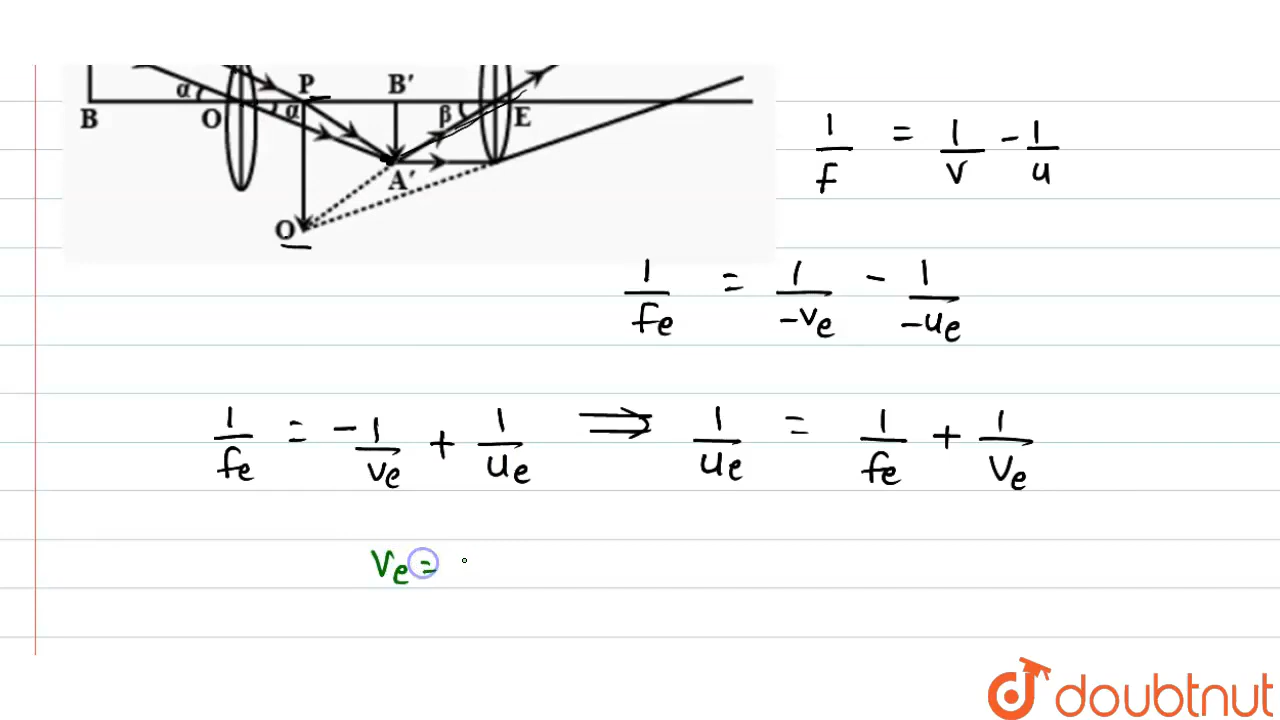 P B′
α
B O α β E
A′
O
1/f = 1/v - 1/u
1/fe = 1/-ve - 1/-ue
1/fe = -1/ve + 1/ue ⟹ 1/ue = 1/fe + 1/ve
ve =
doubtnut